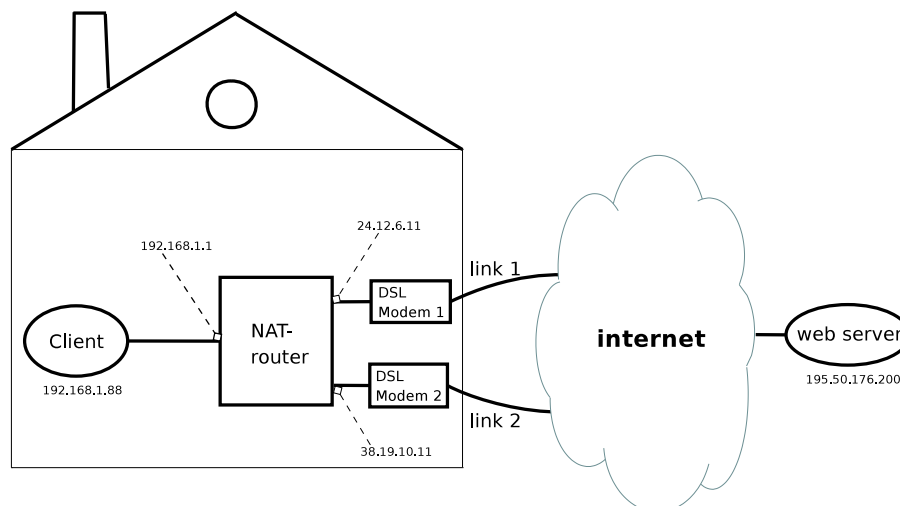 24.12.6.11
192.168.1.1
link 1
DSL
Modem 1
Client
NAT-
router
internet
web server
192.168.1.88
195.50.176.200
DSL
Modem 2
link 2
38.19.10.11